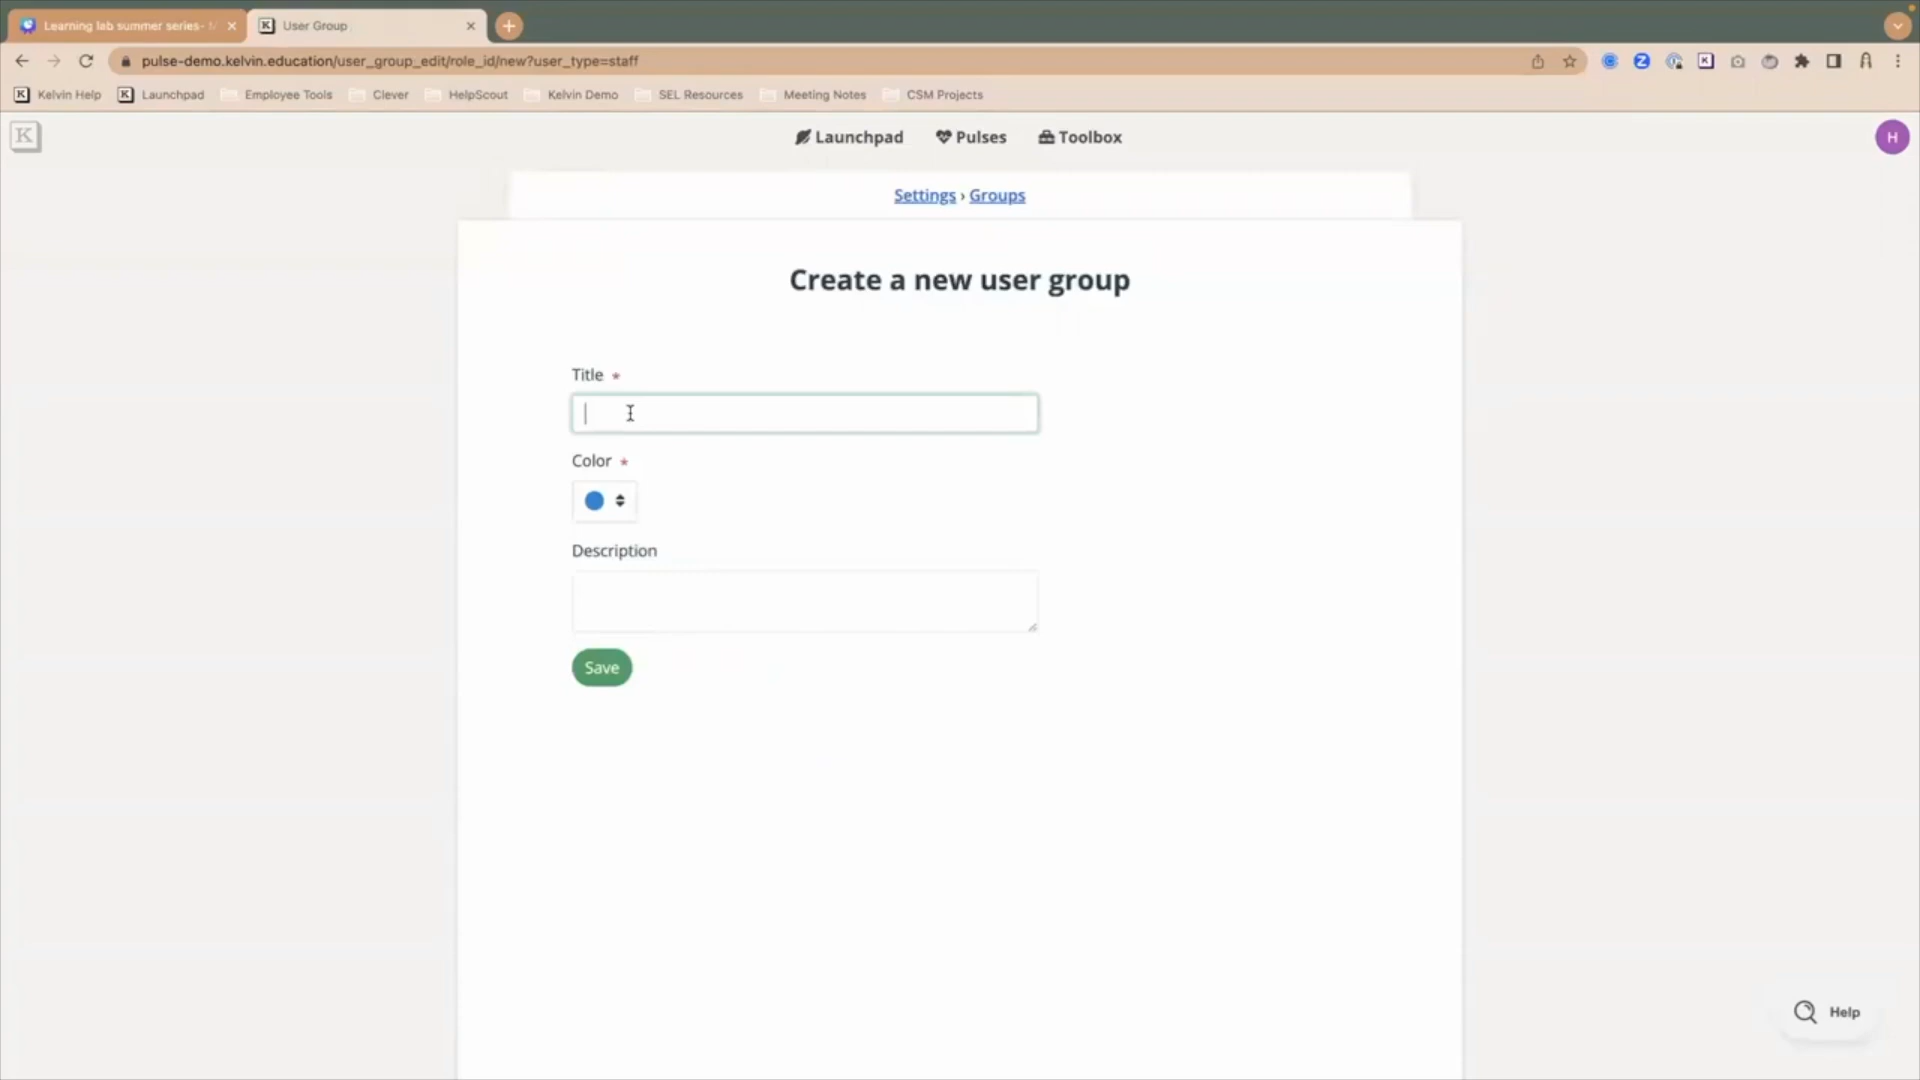 Learning lab summer series-
User Group
pulse-demo.kelvin.education/user_group_edit/role_id/new?user_type=staff
K Kelvin Help
K Launchpad
Employee Tools
Clever
HelpScout
Kelvin Demo
SEL Resources
Meeting Notes
CSM Projects
K
Launchpad
Pulses
Toolbox
H
Settings › Groups
Create a new user group
Title *
Color *
Description
Save
Help